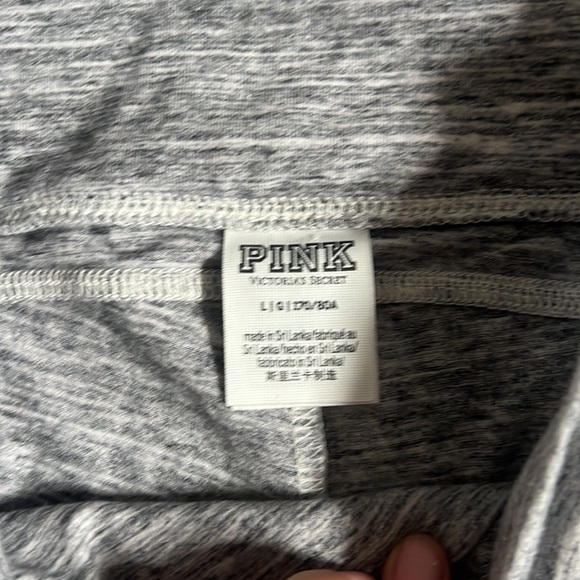 PINK
VICTORIA'S SECRET
L | G | 170/80A
made in Sri Lanka/fabriqué au
Sri Lanka/hecho en Sri Lanka/
fabbricato in Sri Lanka/
斯里兰卡制造